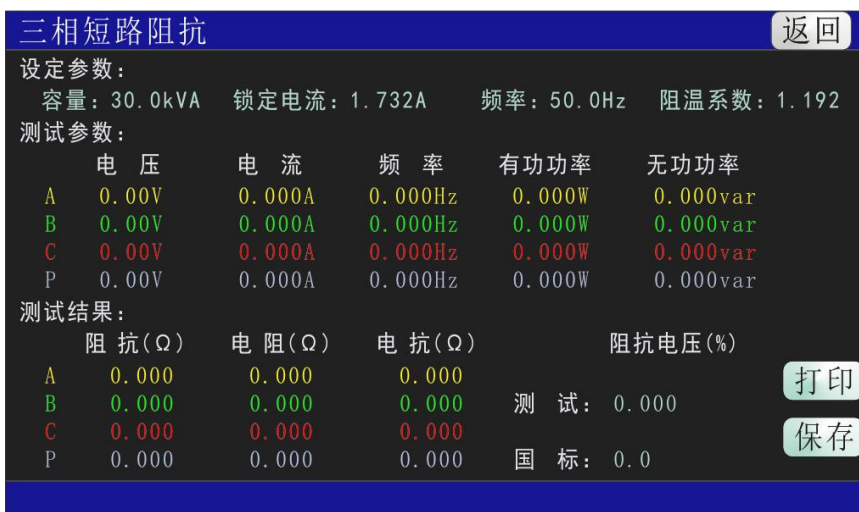 三相短路阻抗 返回
设定参数:
容量: 30.0kVA 锁定电流: 1.732A 频率: 50.0Hz 阻温系数: 1.192
测试参数:
电 压 电 流 频 率 有功功率 无功功率
A 0.00V 0.000A 0.000Hz 0.000W 0.000var
B 0.00V 0.000A 0.000Hz 0.000W 0.000var
C 0.00V 0.000A 0.000Hz 0.000W 0.000var
P 0.00V 0.000A 0.000Hz 0.000W 0.000var
测试结果:
阻 抗(Ω) 电 阻(Ω) 电 抗(Ω) 阻抗电压(%)
A 0.000 0.000 0.000 打印
B 0.000 0.000 0.000 测 试: 0.000
C 0.000 0.000 0.000 保存
P 0.000 0.000 0.000 国 标: 0.0